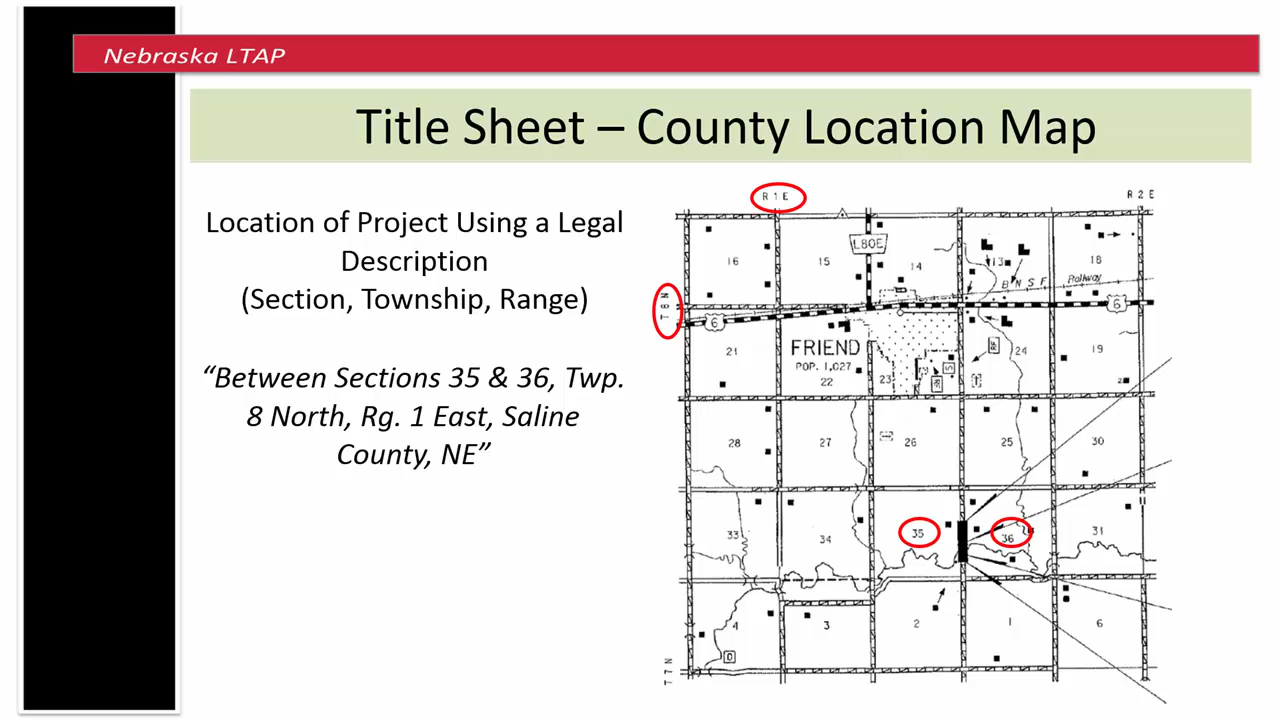 Nebraska LTAP
Title Sheet – County Location Map
Location of Project Using a Legal
Description
(Section, Township, Range)
“Between Sections 35 & 36, Twp.
8 North, Rg. 1 East, Saline
County, NE”
R 1 E
R 2 E
T 8 N
L80E
16
15
14
13
18
B N S F Railway
6
6
21
FRIEND
POP. 1,027
22
23
24
19
28
27
26
25
30
33
34
35
36
31
4
3
2
1
6
T 7 N